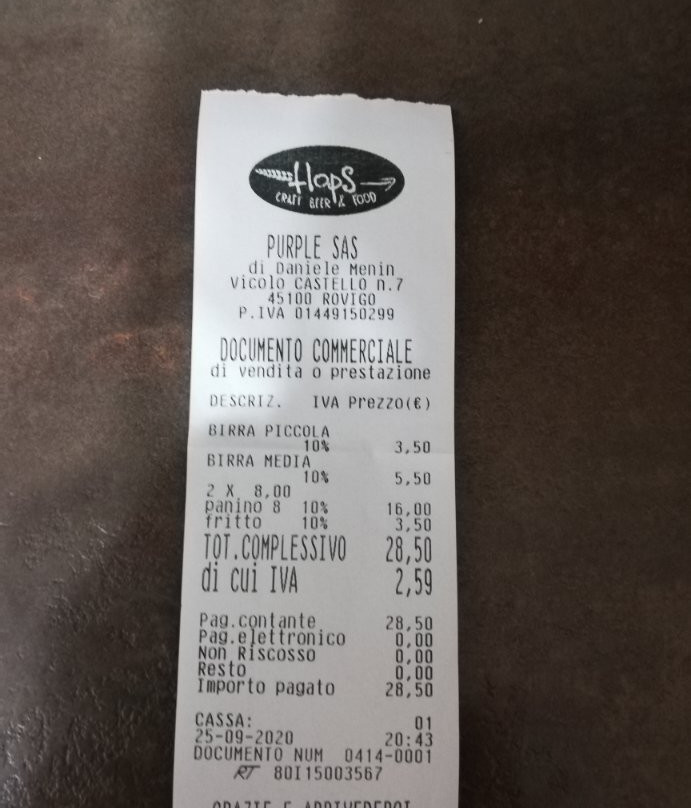 Hops
CRAFT BEER & FOOD
PURPLE SAS
di Daniele Menin
Vicolo CASTELLO n.7
45100 ROVIGO
P.IVA 01449150299
DOCUMENTO COMMERCIALE
di vendita o prestazione
DESCRIZ. IVA Prezzo(€)
BIRRA PICCOLA
10% 3,50
BIRRA MEDIA
10% 5,50
2 X 8,00
panino 8 10% 16,00
fritto 10% 3,50
TOT.COMPLESSIVO 28,50
di cui IVA 2,59
Pag.contante 28,50
Pag.elettronico 0,00
Non Riscosso 0,00
Resto 0,00
Importo pagato 28,50
CASSA: 01
25-09-2020 20:43
DOCUMENTO NUM 0414-0001
RT 80I15003567
GRAZIE E ARRIVEDERCI